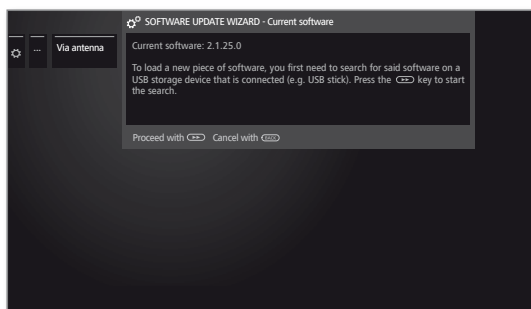 SOFTWARE UPDATE WIZARD - Current software
... Via antenna
Current software: 2.1.25.0
To load a new piece of software, you first need to search for said software on a
USB storage device that is connected (e.g. USB stick). Press the key to start
the search.
Proceed with Cancel with BACK